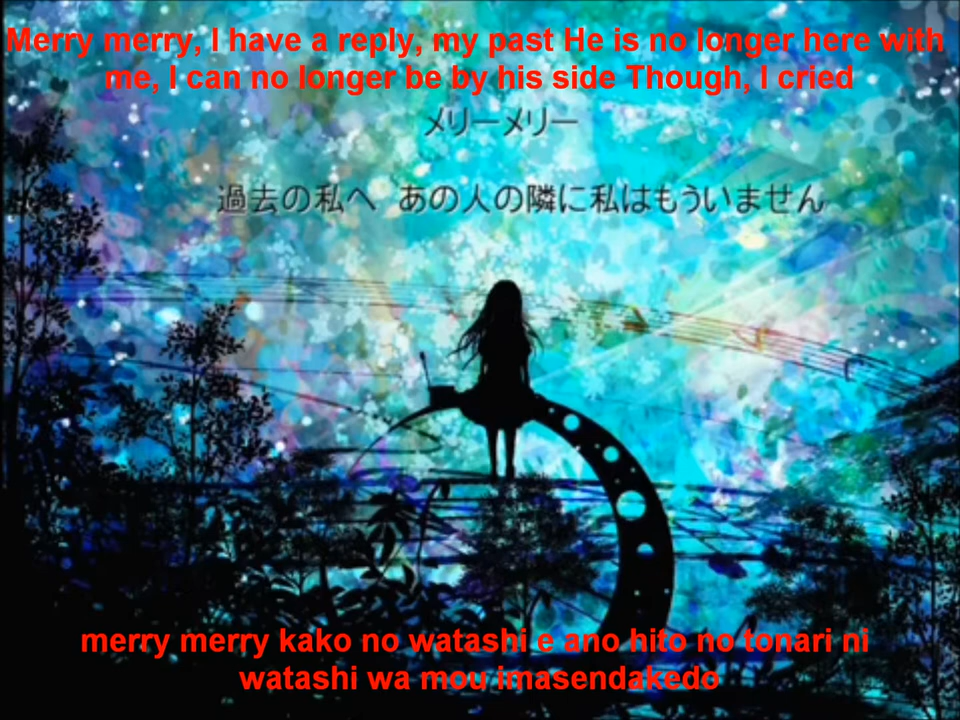 Merry merry, I have a reply, my past He is no longer here with
me, I can no longer be by his side Though, I cried
メリーメリー
過去の私へ あの人の隣に私はもういません
merry merry kako no watashi e ano hito no tonari ni
watashi wa mou imasendakedo